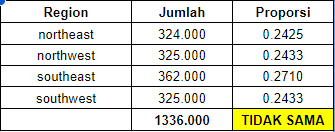 Region Jumlah Proporsi
northeast 324.000 0.2425
northwest 325.000 0.2433
southeast 362.000 0.2710
southwest 325.000 0.2433
1336.000 TIDAK SAMA